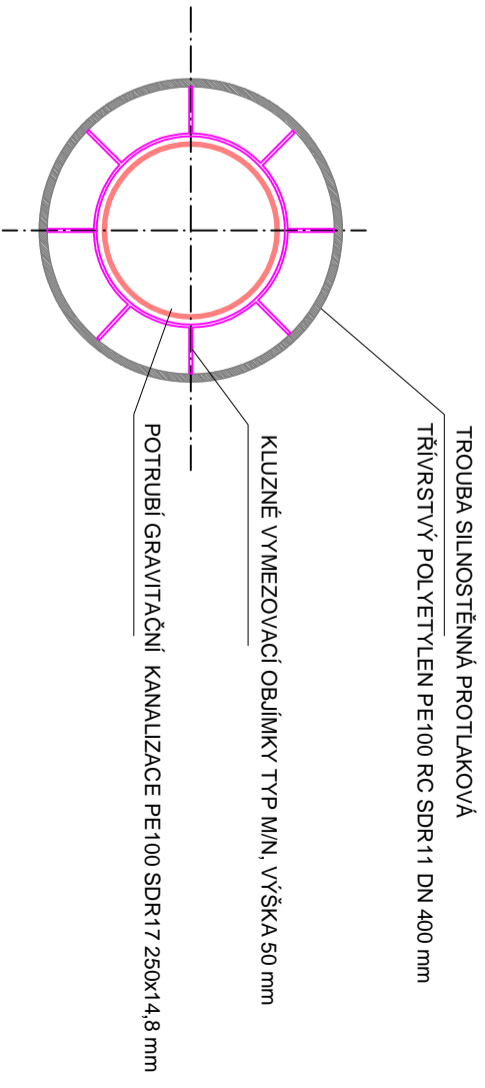 TROUBA SILNOSTĚNNÁ PROTLAKOVÁ
TŘÍVRSTVÝ POLYETYLEN PE100 RC SDR11 DN 400 mm
KLUZNÉ VYMEZOVACÍ OBJÍMKY TYP M/N, VÝŠKA 50 mm
POTRUBÍ GRAVITAČNÍ KANALIZACE PE100 SDR17 250x14,8 mm